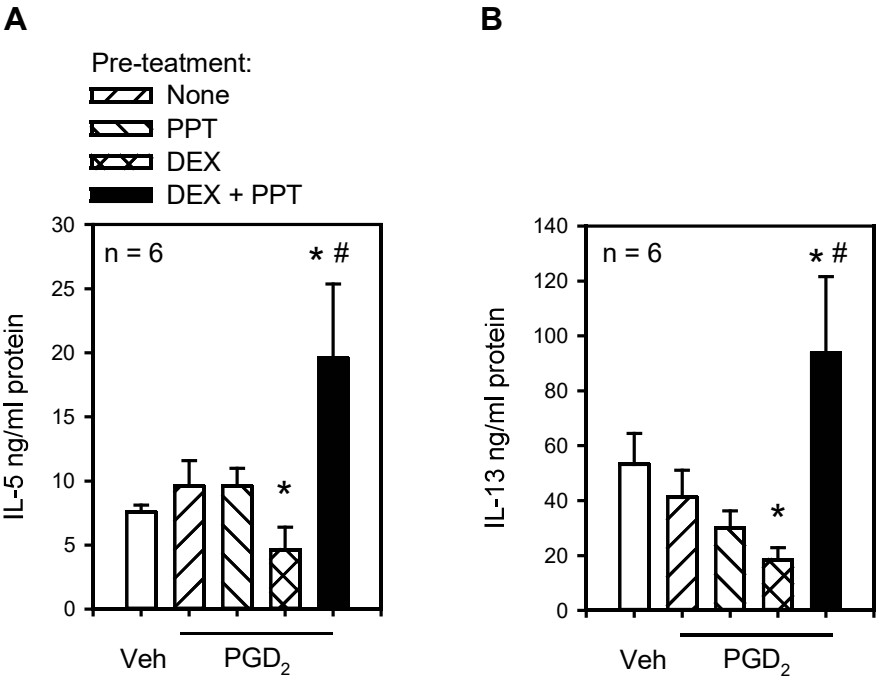 A
B
Pre-teatment:
None
PPT
DEX
DEX + PPT
30
25
20
15
10
5
0
IL-5 ng/ml protein
n = 6
* #
*
Veh
PGD₂
140
120
100
80
60
40
20
0
IL-13 ng/ml protein
n = 6
* #
*
Veh
PGD₂